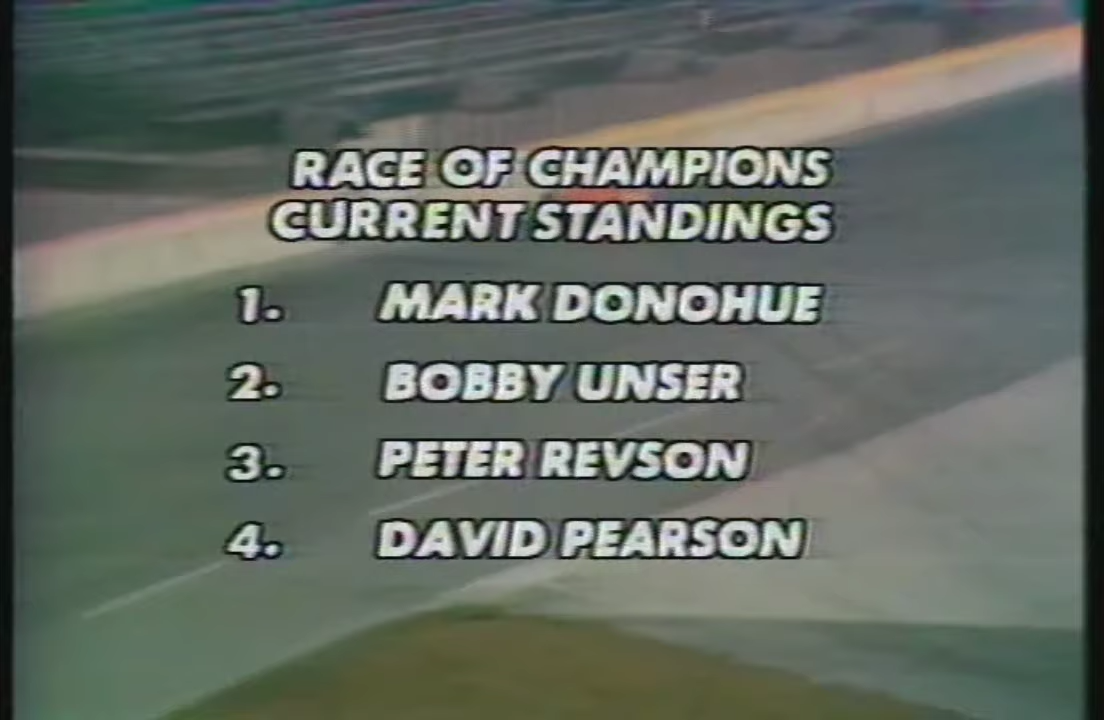 RACE OF CHAMPIONS
CURRENT STANDINGS
1. MARK DONOHUE
2. BOBBY UNSER
3. PETER REVSON
4. DAVID PEARSON